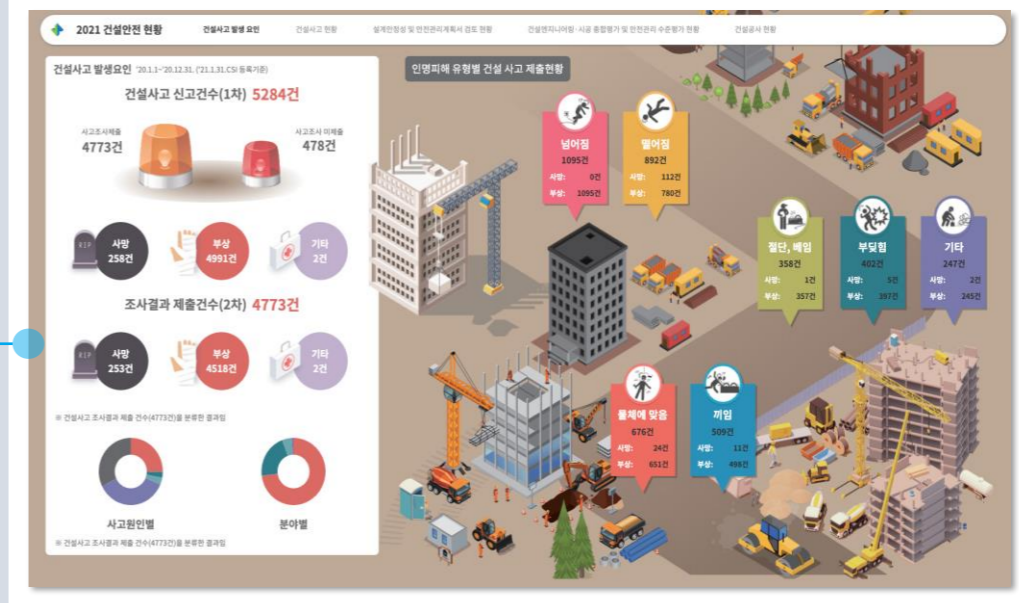 2021 건설안전 현황
건설사고 발생 요인
건설사고 현황
설계안정성 및 안전관리계획서 검토 현황
건설엔지니어링·시공 종합평가 및 안전관리 수준평가 현황
건설공사 현황
건설사고 발생요인 '20.1.1~'20.12.31. ('21.1.31.CSI 등록기준)
건설사고 신고건수(1차) 5284건
사고조사제출
4773건
사고조사 미제출
478건
RIP
사망
258건
부상
4991건
기타
2건
조사결과 제출건수(2차) 4773건
RIP
사망
253건
부상
4518건
기타
2건
※ 건설사고 조사결과 제출 건수(4773건)을 분류한 결과임
사고원인별
분야별
※ 건설사고 조사결과 제출 건수(4773건)을 분류한 결과임
인명피해 유형별 건설 사고 제출현황
넘어짐
1095건
사망: 0건
부상: 1095건
떨어짐
892건
사망: 112건
부상: 780건
절단, 베임
358건
사망: 1건
부상: 357건
부딪힘
402건
사망: 5건
부상: 397건
기타
247건
사망: 2건
부상: 245건
물체에 맞음
676건
사망: 24건
부상: 651건
끼임
509건
사망: 11건
부상: 498건